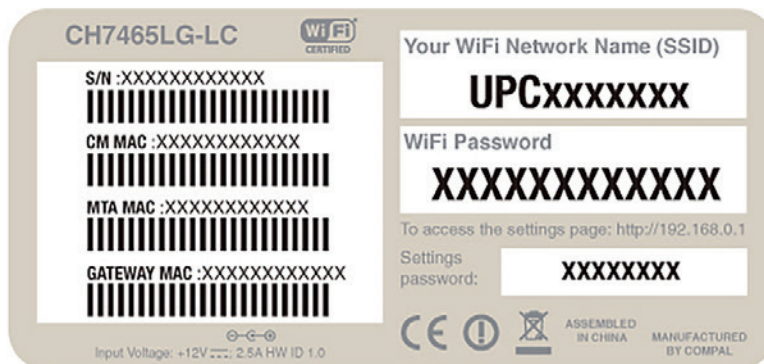 CH7465LG-LC
WiFi CERTIFIED
S/N :XXXXXXXXXXXX
CM MAC :XXXXXXXXXXXX
MTA MAC :XXXXXXXXXXXX
GATEWAY MAC :XXXXXXXXXXXX
Input Voltage: +12V 2.5A HW ID 1.0
Your WiFi Network Name (SSID)
UPCxxxxxxx
WiFi Password
XXXXXXXXXXXX
To access the settings page: http://192.168.0.1
Settings
password:
XXXXXXXX
CE
ASSEMBLED
IN CHINA
MANUFACTURED
BY COMPAL